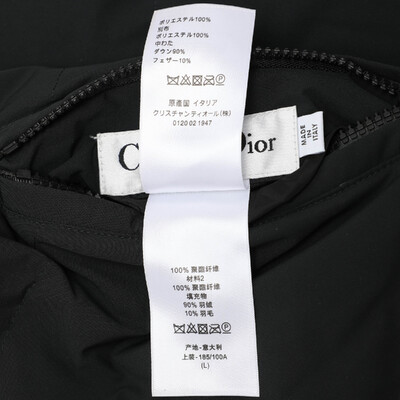 ポリエステル100%
別布
ポリエステル100%
中わた
ダウン90%
フェザー10%
原産国 イタリア
クリスチャンディオール(株)
0120 02 1947
C Dior
MADE
IN
ITALY
100% 聚酯纤维
材料2
100% 聚酯纤维
填充物
90% 羽绒
10% 羽毛
产地-意大利
上装-185/100A
(L)